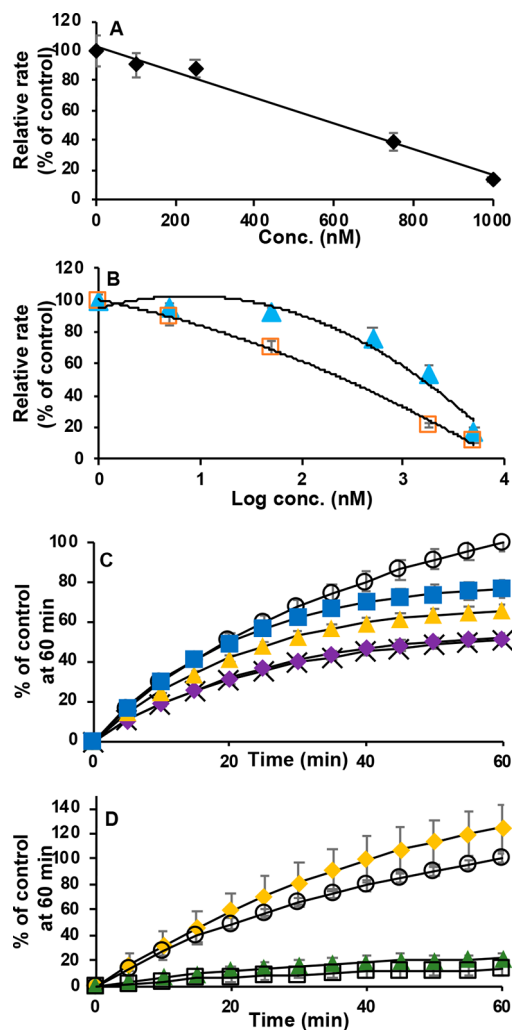 120
A
100
80
60
40
20
0
Relative rate
(% of control)
0 200 400 600 800 1000
Conc. (nM)
120
B
100
80
60
40
20
0
Relative rate
(% of control)
0 1 2 3 4
Log conc. (nM)
100
C
80
60
40
20
0
% of control
at 60 min
0 20 40 60
Time (min)
140
D
120
100
80
60
40
20
0
% of control
at 60 min
0 20 40 60
Time (min)